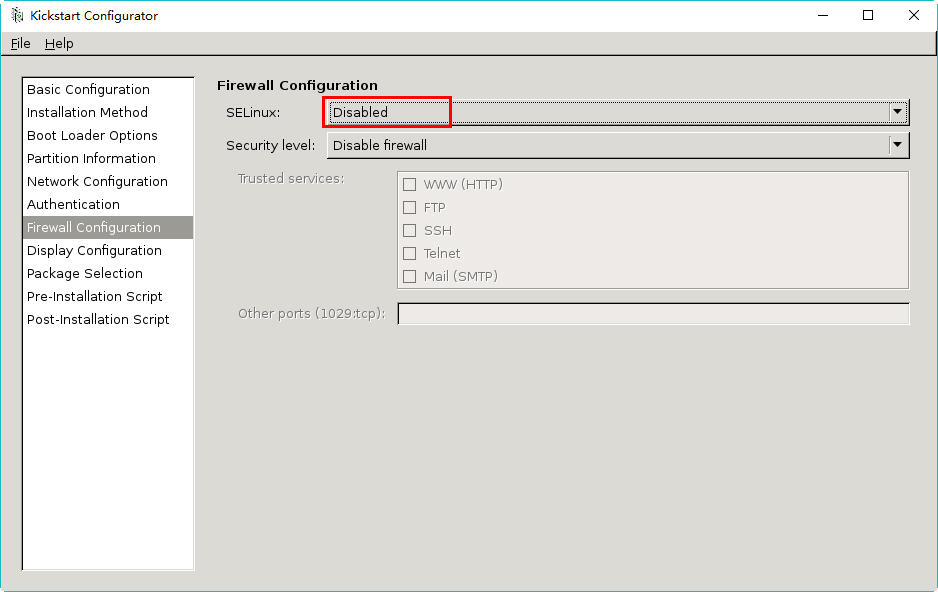 Kickstart Configurator
File Help
Basic Configuration
Installation Method
Boot Loader Options
Partition Information
Network Configuration
Authentication
Firewall Configuration
Display Configuration
Package Selection
Pre-Installation Script
Post-Installation Script
Firewall Configuration
SELinux: Disabled
Security level: Disable firewall
Trusted services:
WWW (HTTP)
FTP
SSH
Telnet
Mail (SMTP)
Other ports (1029:tcp):